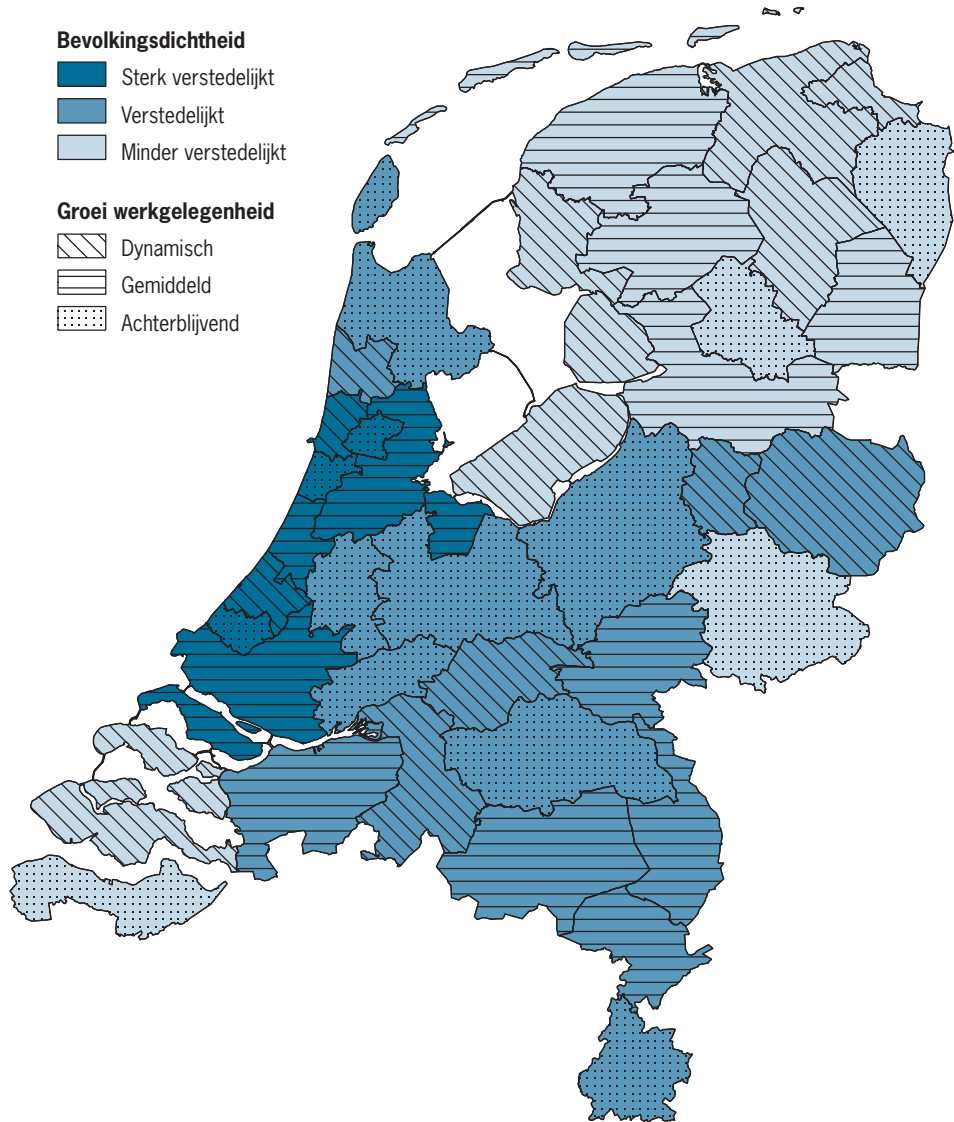 Bevolkingsdichtheid
Sterk verstedelijkt
Verstedelijkt
Minder verstedelijkt
Groei werkgelegenheid
Dynamisch
Gemiddeld
Achterblijvend